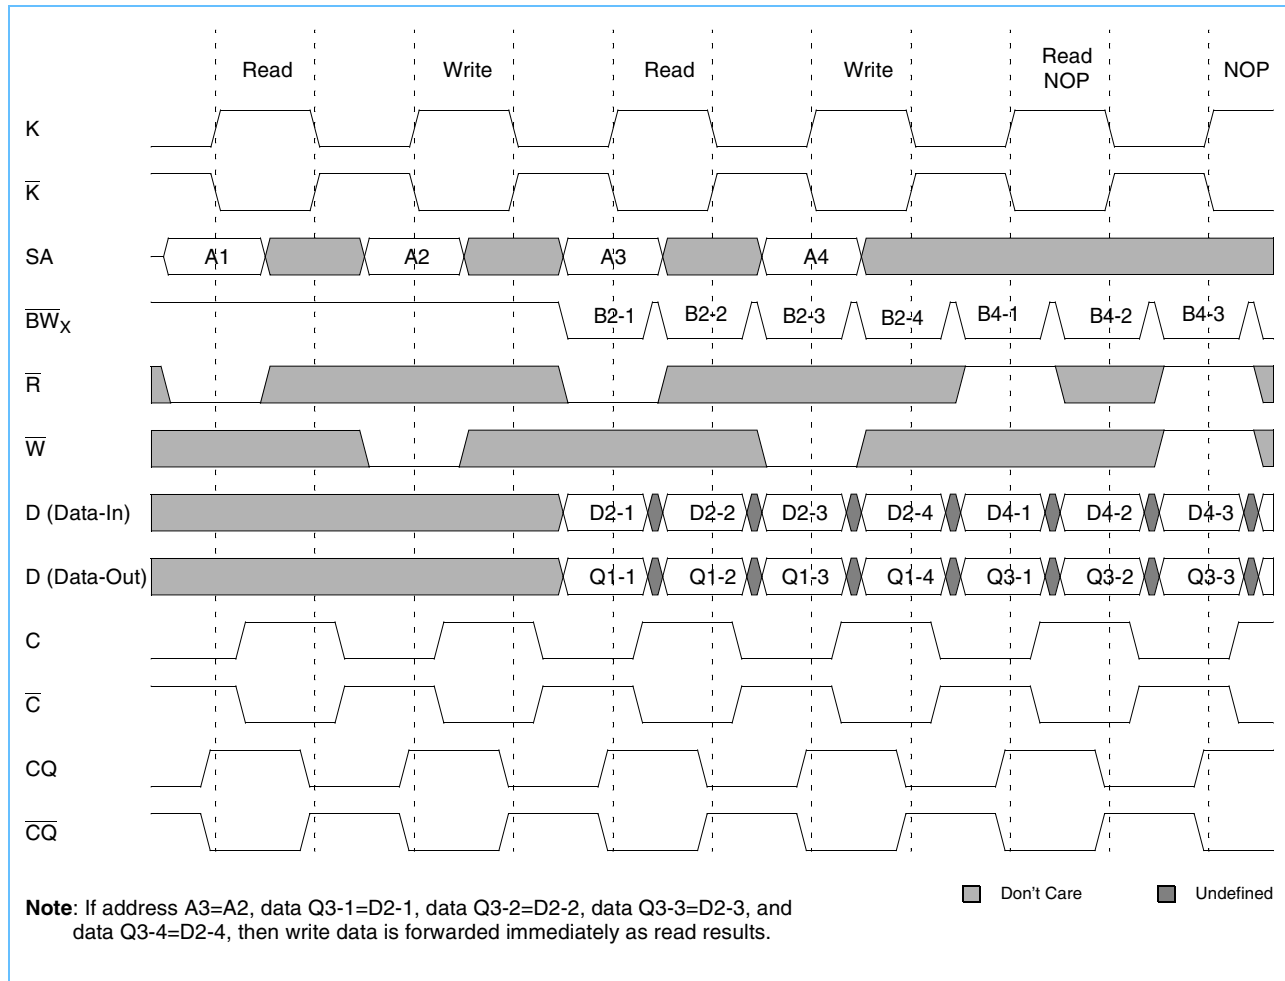 Read Write Read Write Read NOP
NOP
K
K̅
SA A1 A2 A3 A4
B̅W̅X B2-1 B2-2 B2-3 B2-4 B4-1 B4-2 B4-3
R̅
W̅
D (Data-In) D2-1 D2-2 D2-3 D2-4 D4-1 D4-2 D4-3
D (Data-Out) Q1-1 Q1-2 Q1-3 Q1-4 Q3-1 Q3-2 Q3-3
C
C̅
CQ
C̅Q̅
Don't Care Undefined
Note: If address A3=A2, data Q3-1=D2-1, data Q3-2=D2-2, data Q3-3=D2-3, and
data Q3-4=D2-4, then write data is forwarded immediately as read results.